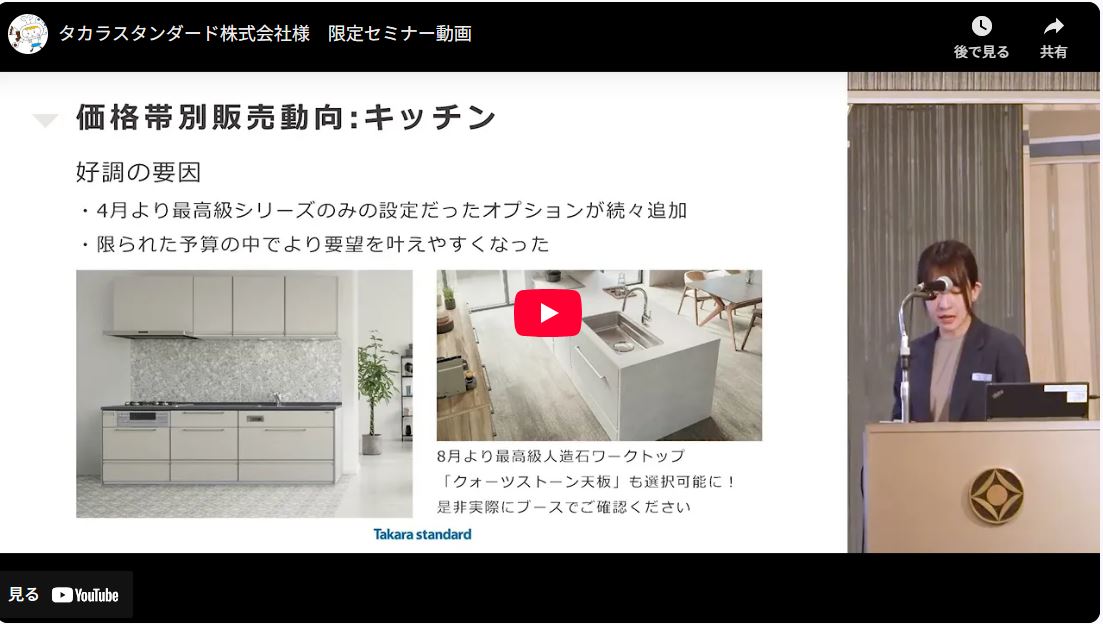 タカラスタンダード株式会社様　限定セミナー動画
後で見る
共有
価格帯別販売動向:キッチン
好調の要因
・4月より最高級シリーズのみの設定だったオプションが続々追加
・限られた予算の中でより要望を叶えやすくなった
8月より最高級人造石ワークトップ
「クォーツストーン天板」も選択可能に！
是非実際にブースでご確認ください
Takara standard
見る YouTube